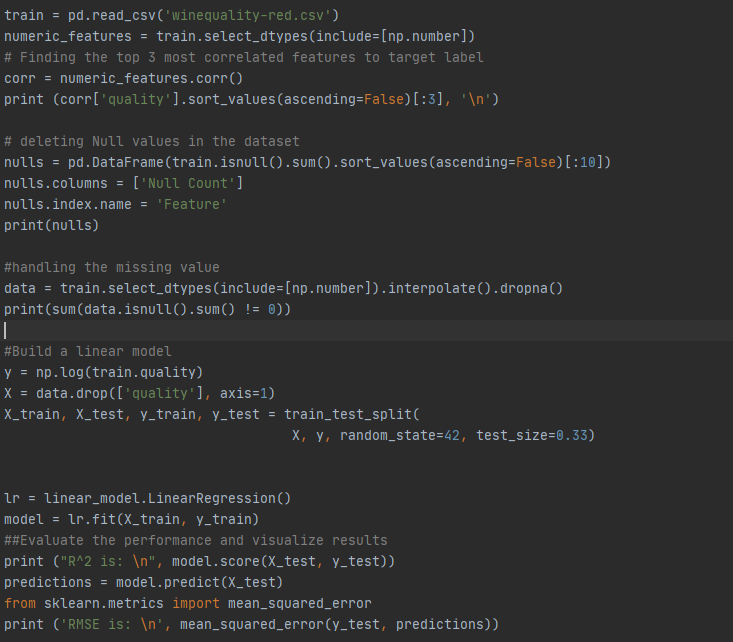 train = pd.read_csv('winequality-red.csv')
numeric_features = train.select_dtypes(include=[np.number])
# Finding the top 3 most correlated features to target label
corr = numeric_features.corr()
print (corr['quality'].sort_values(ascending=False)[:3], '\n')
# deleting Null values in the dataset
nulls = pd.DataFrame(train.isnull().sum().sort_values(ascending=False)[:10])
nulls.columns = ['Null Count']
nulls.index.name = 'Feature'
print(nulls)
#handling the missing value
data = train.select_dtypes(include=[np.number]).interpolate().dropna()
print(sum(data.isnull().sum() != 0))
#Build a linear model
y = np.log(train.quality)
X = data.drop(['quality'], axis=1)
X_train, X_test, y_train, y_test = train_test_split(
X, y, random_state=42, test_size=0.33)
lr = linear_model.LinearRegression()
model = lr.fit(X_train, y_train)
##Evaluate the performance and visualize results
print ("R^2 is: \n", model.score(X_test, y_test))
predictions = model.predict(X_test)
from sklearn.metrics import mean_squared_error
print ('RMSE is: \n', mean_squared_error(y_test, predictions))